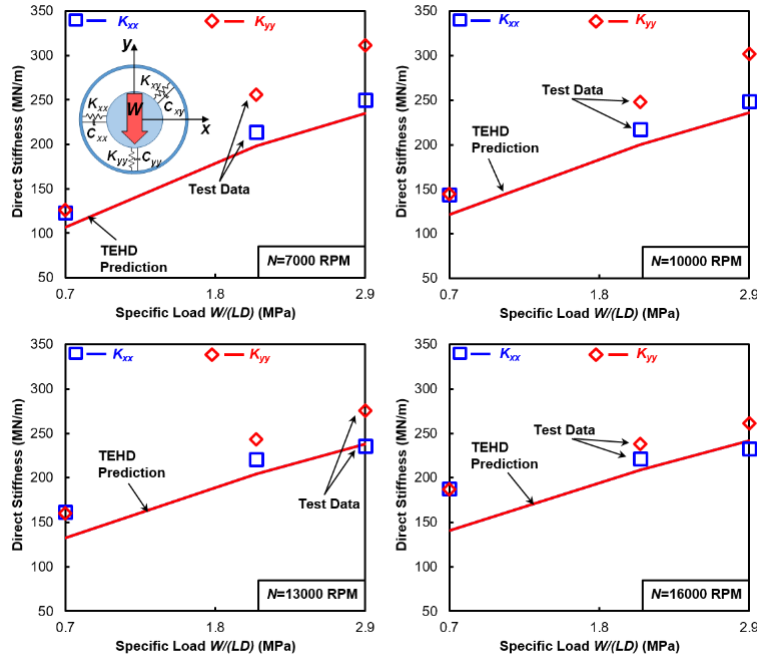 350
300
250
200
150
100
50
Direct Stiffness (MN/m)
Kxx
Kyy
y
Kxy
Cxy
W
Kxx
Cxx
x
Kyy
Cyy
Test Data
TEHD
Prediction
N=7000 RPM
0.7
1.8
2.9
Specific Load W/(LD) (MPa)
350
300
250
200
150
100
50
Direct Stiffness (MN/m)
Kxx
Kyy
Test Data
TEHD
Prediction
N=10000 RPM
0.7
1.8
2.9
Specific Load W/(LD) (MPa)
350
300
250
200
150
100
50
Direct Stiffness (MN/m)
Kxx
Kyy
TEHD
Prediction
Test Data
N=13000 RPM
0.7
1.8
2.9
Specific Load W/(LD) (MPa)
350
300
250
200
150
100
50
Direct Stiffness (MN/m)
Kxx
Kyy
Test Data
TEHD
Prediction
N=16000 RPM
0.7
1.8
2.9
Specific Load W/(LD) (MPa)